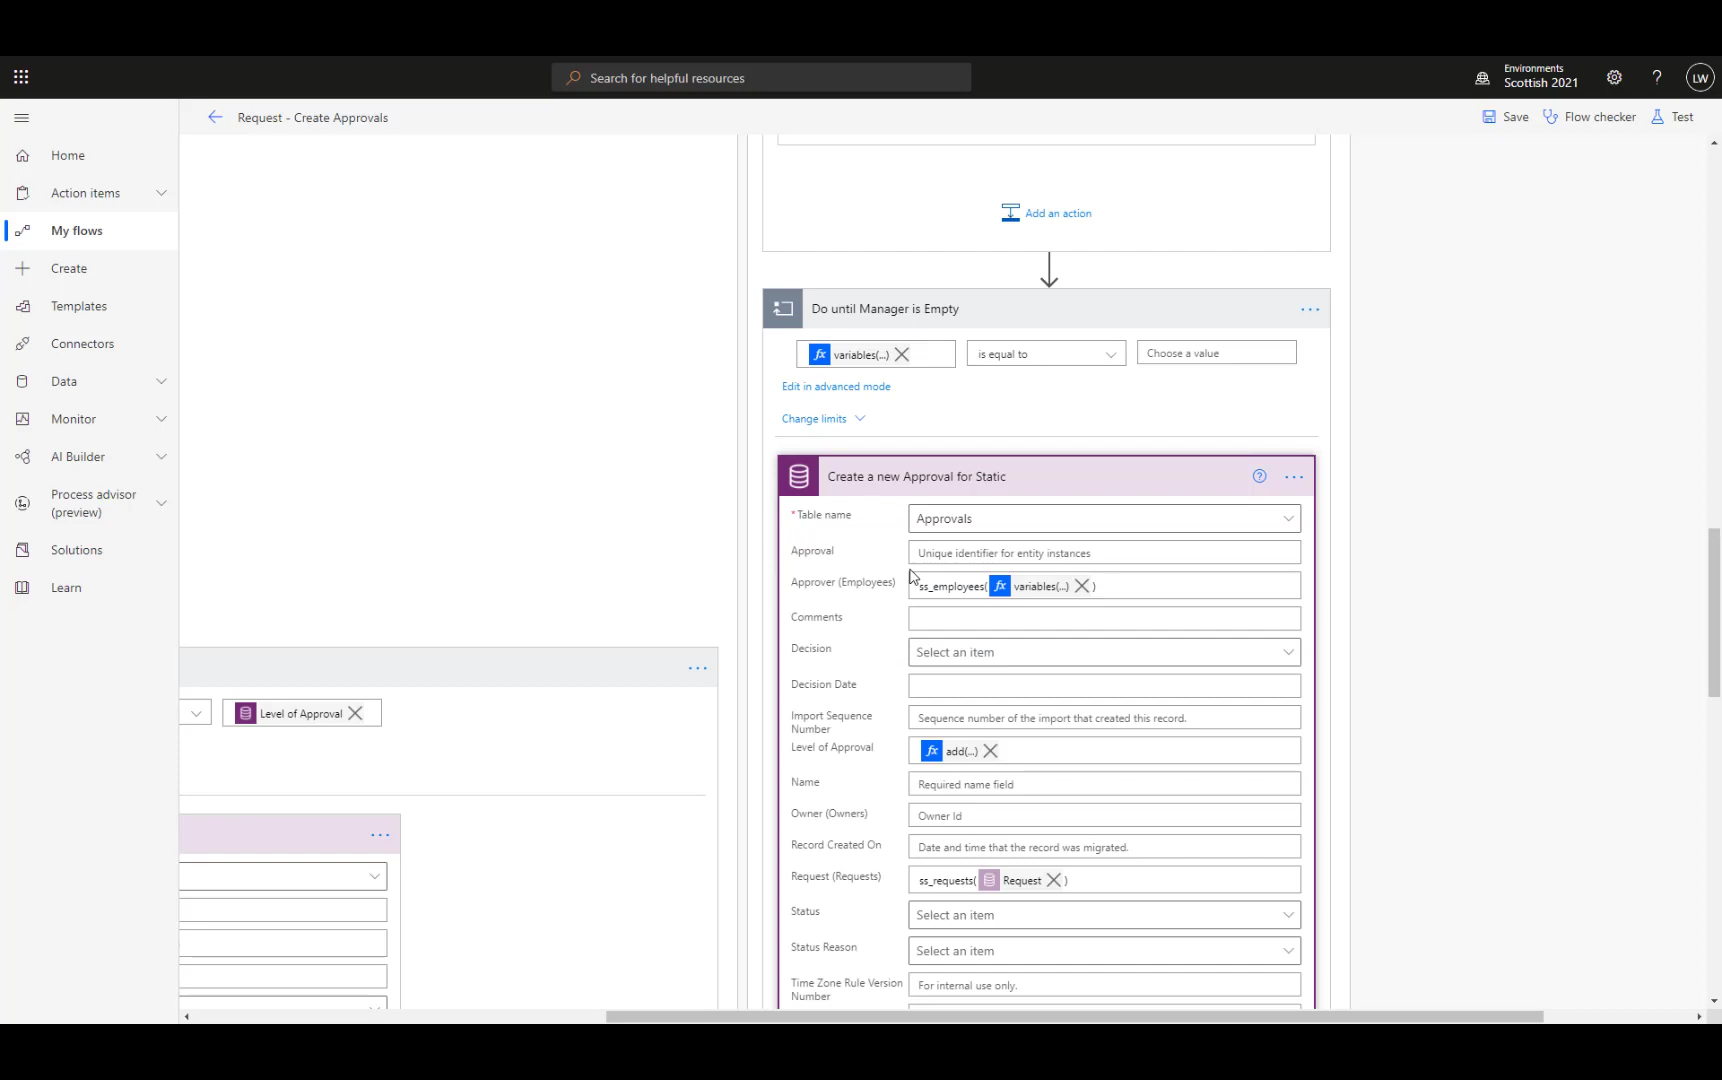 Search for helpful resources
Environments
Scottish 2021
?
LW
Request - Create Approvals
Save
Flow checker
Test
Home
Action items
My flows
Create
Templates
Connectors
Data
Monitor
AI Builder
Process advisor
(preview)
Solutions
Learn
Add an action
Do until Manager is Empty
fx variables(...)
is equal to
Choose a value
Edit in advanced mode
Change limits
Create a new Approval for Static
?
*Table name
Approvals
Approval
Unique identifier for entity instances
Approver (Employees)
ss_employees( fx variables(...) )
Comments
Decision
Select an item
Decision Date
Import Sequence
Number
Sequence number of the import that created this record.
Level of Approval
Level of Approval
fx add(...)
Name
Required name field
Owner (Owners)
Owner Id
Record Created On
Date and time that the record was migrated.
Request (Requests)
ss_requests( Request )
Status
Select an item
Status Reason
Select an item
Time Zone Rule Version
Number
For internal use only.